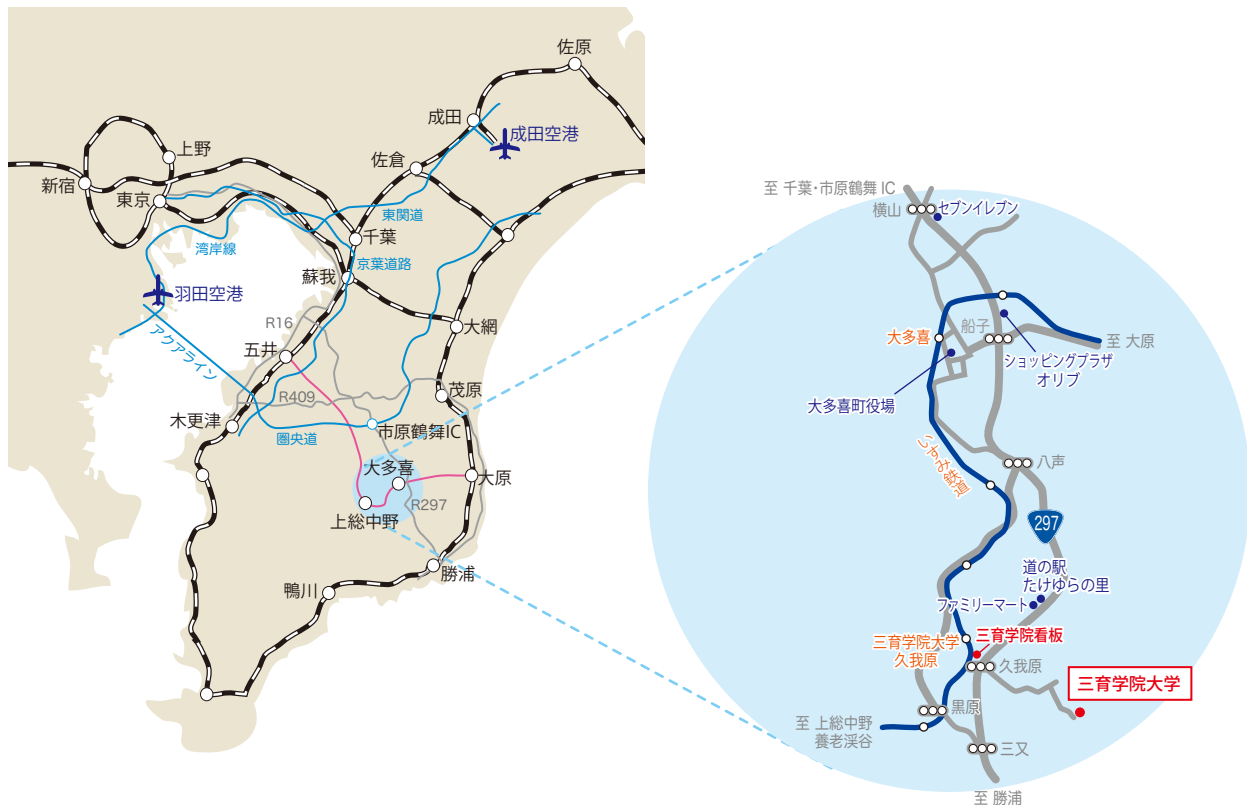 佐原
成田
成田空港
上野
佐倉
新宿
東京
東関道
千葉
湾岸線
京葉道路
蘇我
羽田空港
R16
大網
アクアライン
五井
茂原
R409
木更津
市原鶴舞IC
圏央道
大多喜
大原
R297
上総中野
勝浦
鴨川
至 千葉・市原鶴舞 IC
横山
セブンイレブン
船子
大多喜
至 大原
ショッピングプラザ
オリブ
大多喜町役場
いすみ鉄道
八声
297
道の駅
たけゆらの里
ファミリーマート
三育学院大学
久我原
三育学院看板
久我原
三育学院大学
黒原
至 上総中野
養老渓谷
三又
至 勝浦